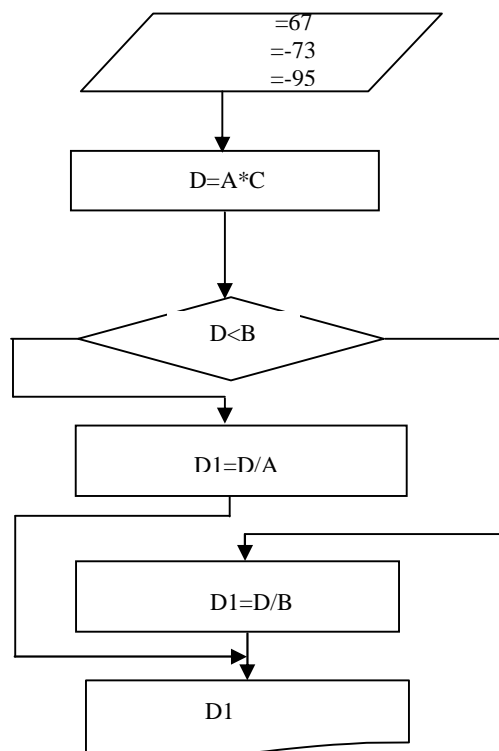 =67
=-73
=-95
D=A*C
D<B
D1=D/A
D1=D/B
D1